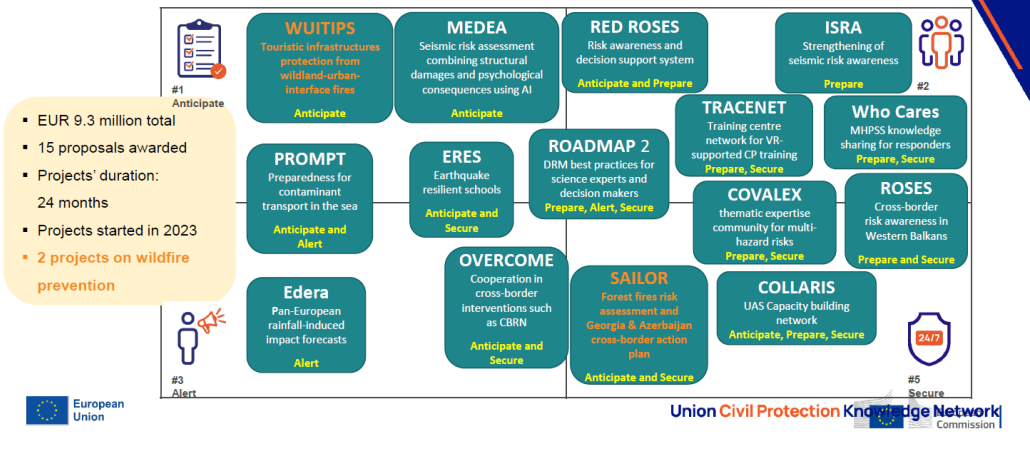 #1
Anticipate
▪ EUR 9.3 million total
▪ 15 proposals awarded
▪ Projects' duration:
24 months
▪ Projects started in 2023
▪ 2 projects on wildfire
prevention
WUITIPS
Touristic infrastructures
protection from
wildland-urban-
interface fires
Anticipate
MEDEA
Seismic risk assessment
combining structural
damages and psychological
consequences using AI
Anticipate
RED ROSES
Risk awareness and
decision support system
Anticipate and Prepare
ISRA
Strengthening of
seismic risk awareness
Prepare
#2
TRACENET
Training centre
network for VR-
supported CP training
Prepare, Secure
Who Cares
MHPSS knowledge
sharing for responders
Prepare, Secure
PROMPT
Preparedness for
contaminant
transport in the sea
Anticipate and
Alert
ERES
Earthquake
resilient schools
Anticipate and
Secure
ROADMAP 2
DRM best practices for
science experts and
decision makers
Prepare, Alert, Secure
COVALEX
thematic expertise
community for multi-
hazard risks
Prepare, Secure
ROSES
Cross-border
risk awareness in
Western Balkans
Prepare and Secure
Edera
Pan-European
rainfall-induced
impact forecasts
Alert
OVERCOME
Cooperation in
cross-border
interventions such
as CBRN
Anticipate and
Secure
SAILOR
Forest fires risk
assessment and
Georgia & Azerbaijan
cross-border action
plan
Anticipate and Secure
COLLARIS
UAS Capacity building
network
Anticipate, Prepare, Secure
24/7
#3
Alert
#5
Secure
European
Union
Union Civil Protection Knowledge Network
Commission